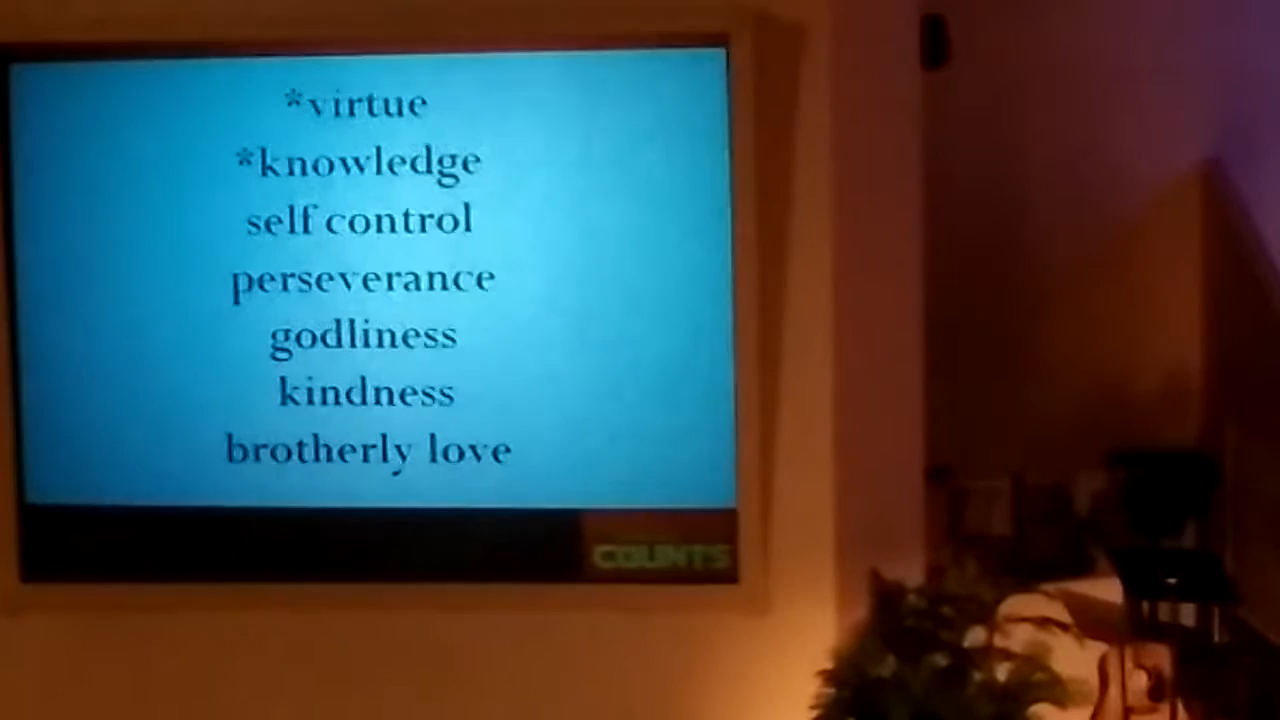 *virtue
*knowledge
self control
perseverance
godliness
kindness
brotherly love
COUNTS